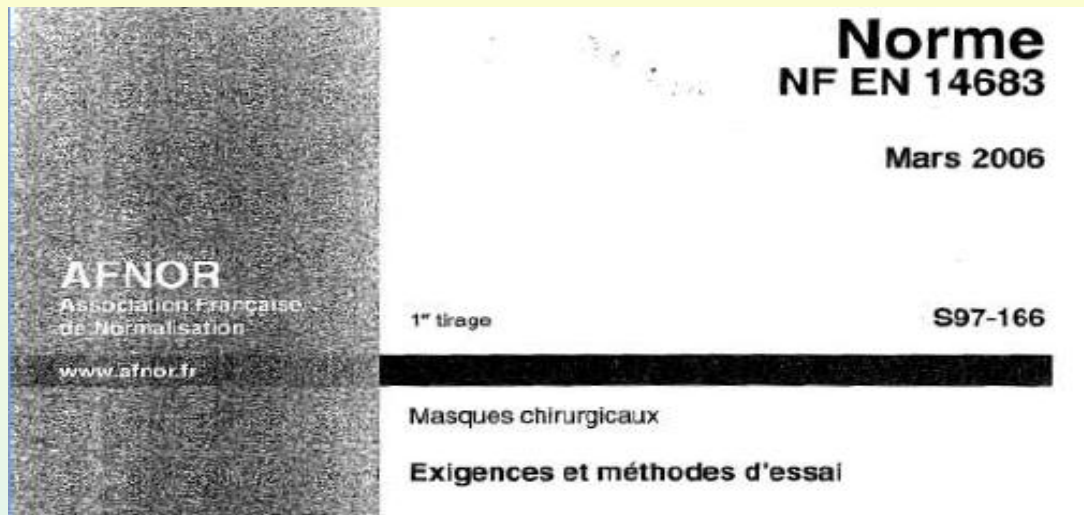 Norme
NF EN 14683
Mars 2006
AFNOR
Association Française
de Normalisation
www.afnor.fr
1er tirage
S97-166
Masques chirurgicaux
Exigences et méthodes d'essai